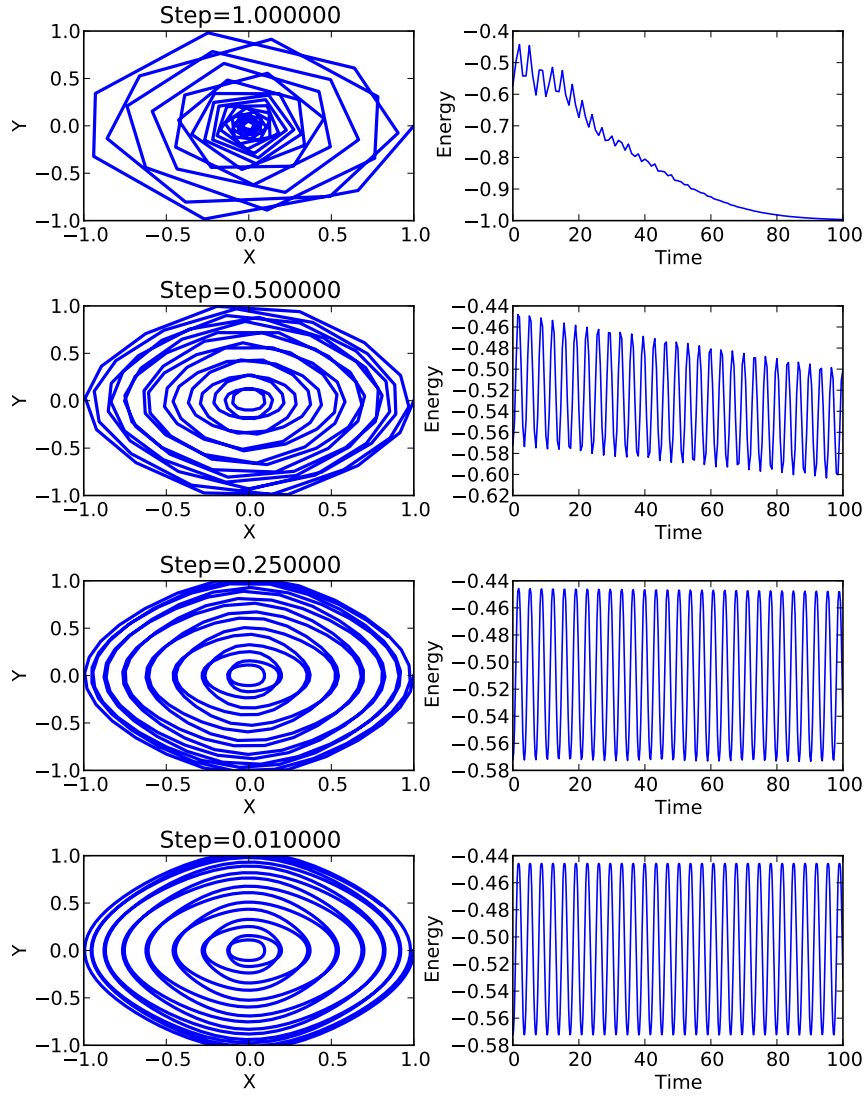 Step=1.000000
1.0
0.5
0.0
−0.5
−1.0
Y
−1.0 −0.5 0.0 0.5 1.0
X
−0.4
−0.5
−0.6
−0.7
−0.8
−0.9
−1.0
Energy
0 20 40 60 80 100
Time
Step=0.500000
1.0
0.5
0.0
−0.5
−1.0
Y
−1.0 −0.5 0.0 0.5 1.0
X
−0.44
−0.46
−0.48
−0.50
−0.52
−0.54
−0.56
−0.58
−0.60
−0.62
Energy
0 20 40 60 80 100
Time
Step=0.250000
1.0
0.5
0.0
−0.5
−1.0
Y
−1.0 −0.5 0.0 0.5 1.0
X
−0.44
−0.46
−0.48
−0.50
−0.52
−0.54
−0.56
−0.58
Energy
0 20 40 60 80 100
Time
Step=0.010000
1.0
0.5
0.0
−0.5
−1.0
Y
−1.0 −0.5 0.0 0.5 1.0
X
−0.44
−0.46
−0.48
−0.50
−0.52
−0.54
−0.56
−0.58
Energy
0 20 40 60 80 100
Time